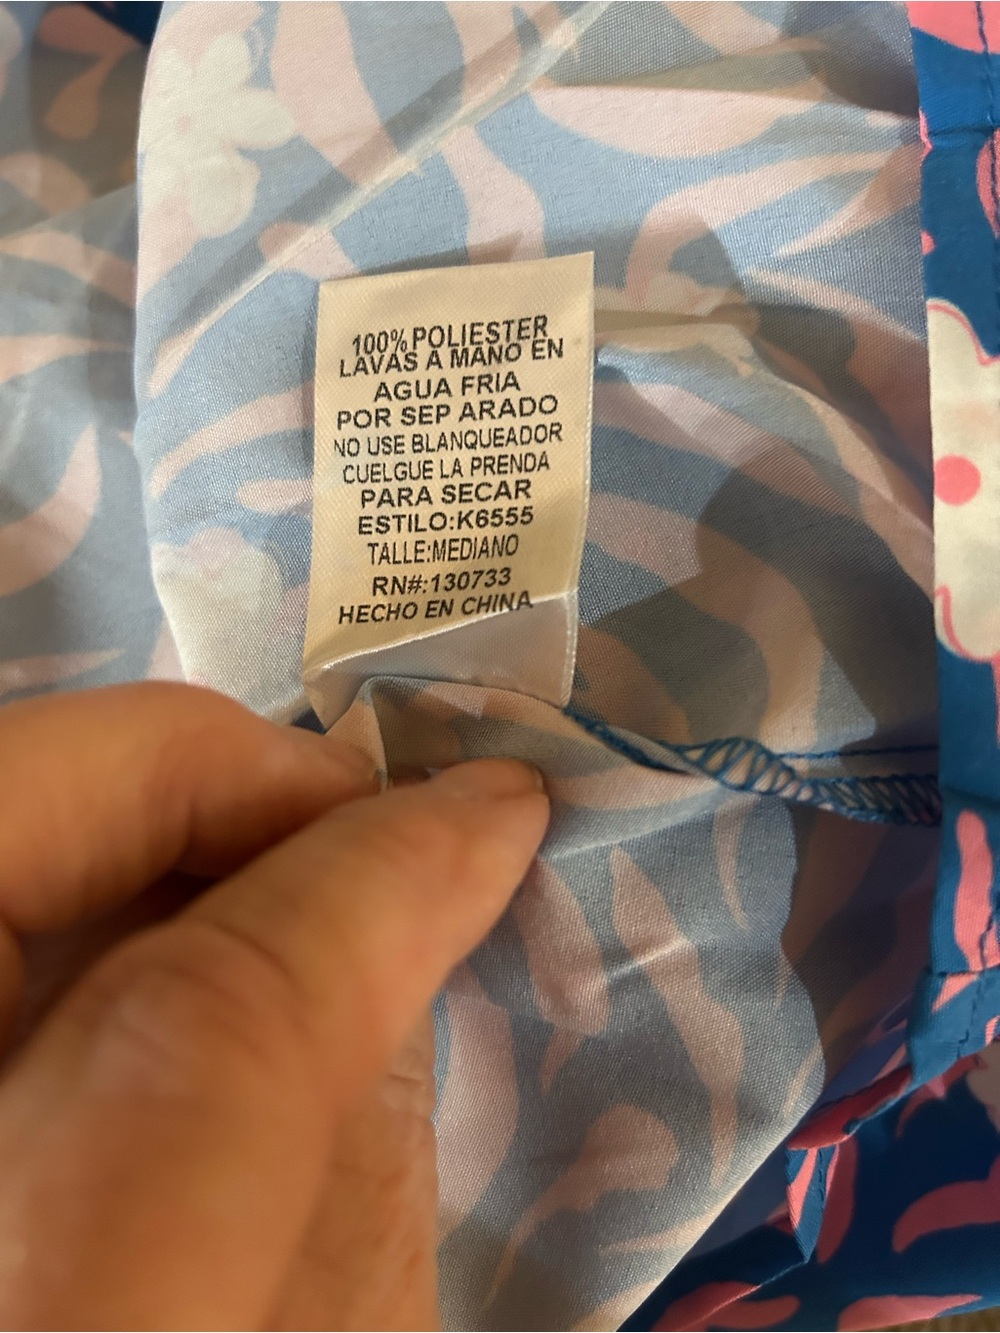 100% POLIESTER
LAVAS A MANO EN
AGUA FRIA
POR SEP ARADO
NO USE BLANQUEADOR
CUELGUE LA PRENDA
PARA SECAR
ESTILO:K6555
TALLE:MEDIANO
RN#:130733
HECHO EN CHINA